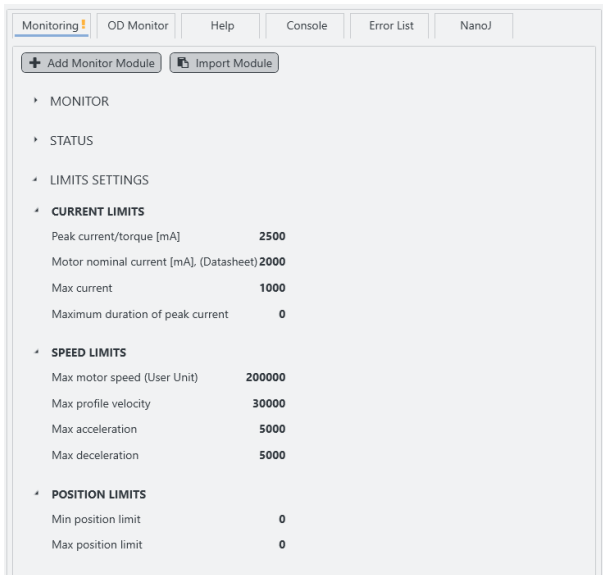 Monitoring! OD Monitor Help Console Error List NanoJ
Add Monitor Module Import Module
MONITOR
STATUS
LIMITS SETTINGS
CURRENT LIMITS
Peak current/torque [mA] 2500
Motor nominal current [mA], (Datasheet) 2000
Max current 1000
Maximum duration of peak current 0
SPEED LIMITS
Max motor speed (User Unit) 200000
Max profile velocity 30000
Max acceleration 5000
Max deceleration 5000
POSITION LIMITS
Min position limit 0
Max position limit 0